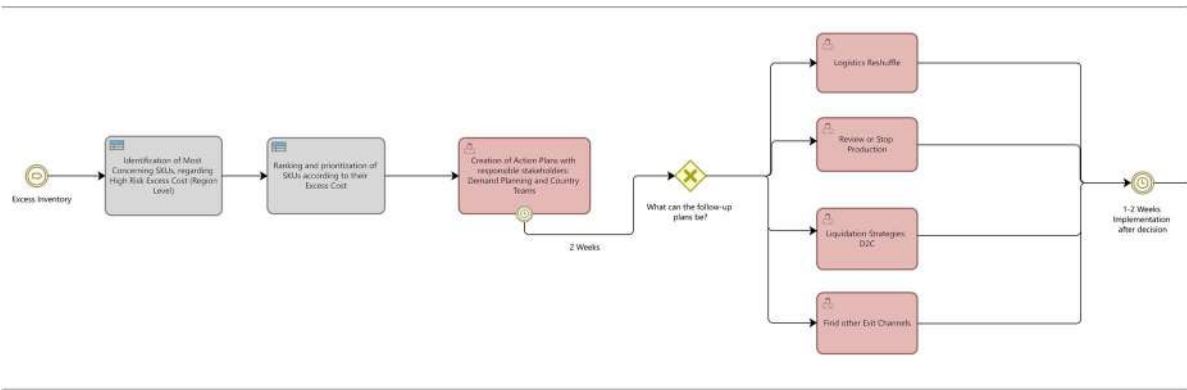 Excess Inventory
Identification of Most
Concerning SKUs, regarding
High Risk Excess Cost (Region
Level)
Ranking and prioritization of
SKUs according to their
Excess Cost
Creation of Action Plans with
responsible stakeholders:
Demand Planning and Country
Teams
2 Weeks
What can the follow-up
plans be?
Logistics Reshuffle
Review or Stop
Production
Liquidation Strategies
D2C
Find other Exit Channels
1-2 Weeks
Implementation
after decision